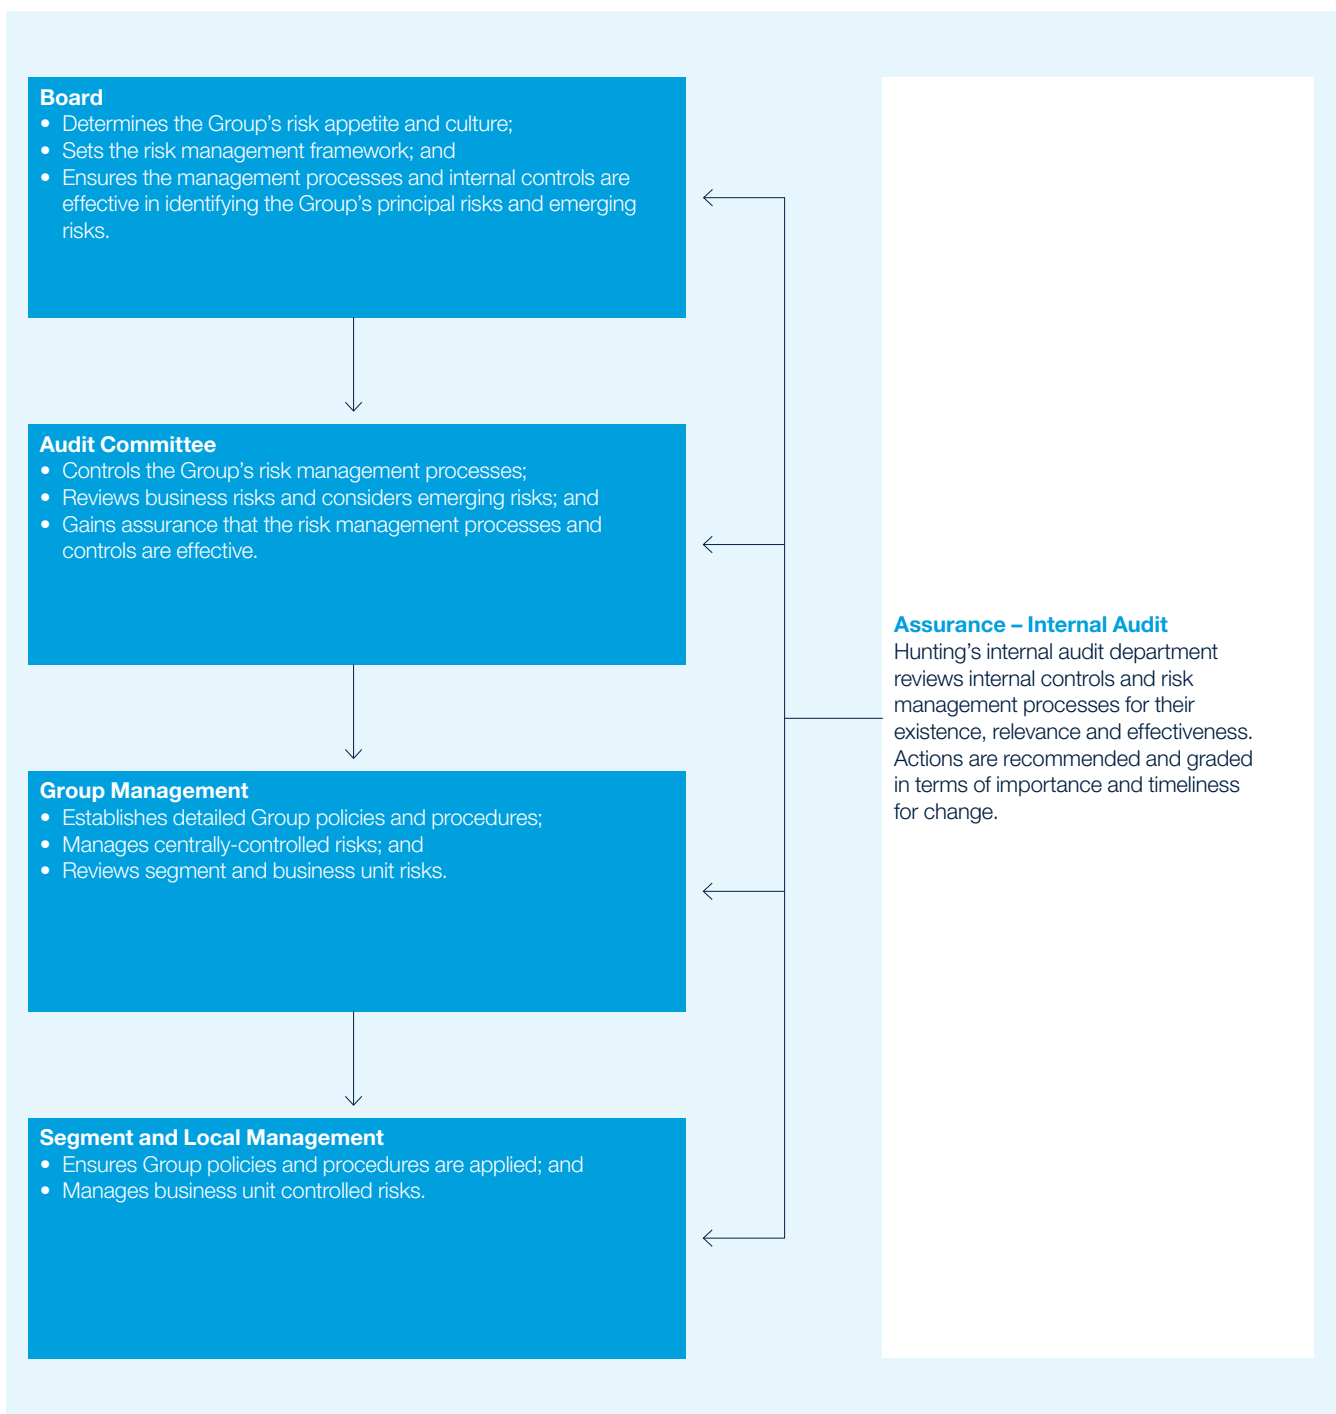 Board
• Determines the Group’s risk appetite and culture;
• Sets the risk management framework; and
• Ensures the management processes and internal controls are
effective in identifying the Group’s principal risks and emerging
risks.
Audit Committee
• Controls the Group’s risk management processes;
• Reviews business risks and considers emerging risks; and
• Gains assurance that the risk management processes and
controls are effective.
Group Management
• Establishes detailed Group policies and procedures;
• Manages centrally-controlled risks; and
• Reviews segment and business unit risks.
Segment and Local Management
• Ensures Group policies and procedures are applied; and
• Manages business unit controlled risks.
Assurance – Internal Audit
Hunting’s internal audit department
reviews internal controls and risk
management processes for their
existence, relevance and effectiveness.
Actions are recommended and graded
in terms of importance and timeliness
for change.